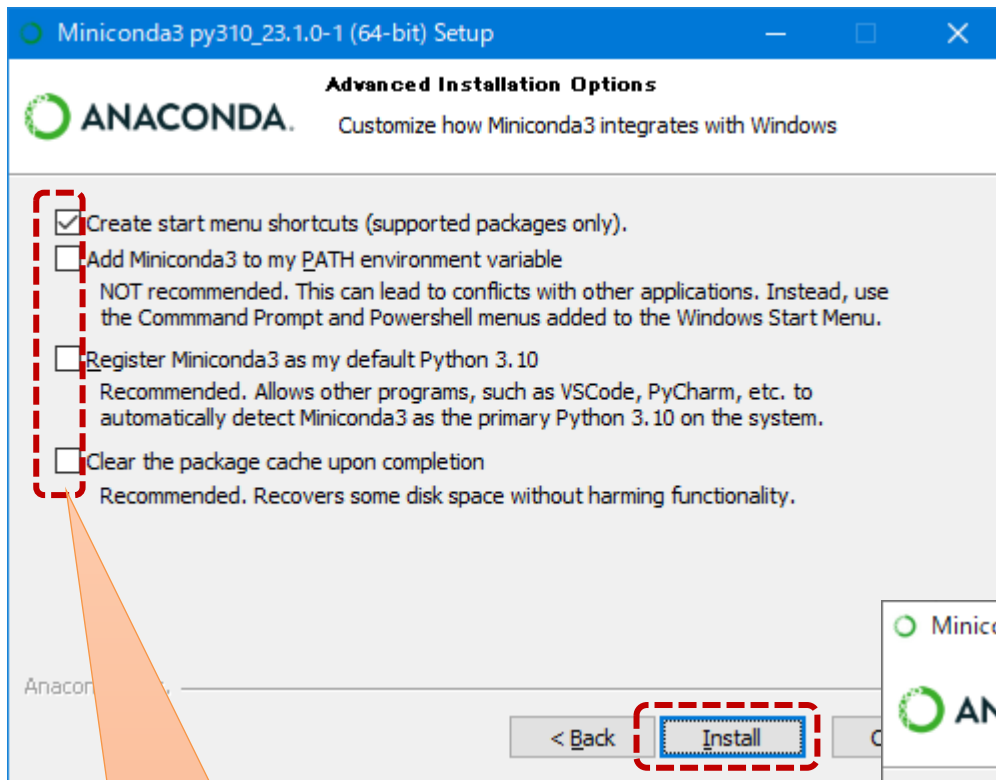 Miniconda3 py310_23.1.0-1 (64-bit) Setup
ANACONDA.
Advanced Installation Options
Customize how Miniconda3 integrates with Windows
Create start menu shortcuts (supported packages only).
Add Miniconda3 to my PATH environment variable
NOT recommended. This can lead to conflicts with other applications. Instead, use
the Commmand Prompt and Powershell menus added to the Windows Start Menu.
Register Miniconda3 as my default Python 3.10
Recommended. Allows other programs, such as VSCode, PyCharm, etc. to
automatically detect Miniconda3 as the primary Python 3.10 on the system.
Clear the package cache upon completion
Recommended. Recovers some disk space without harming functionality.
< Back
Install